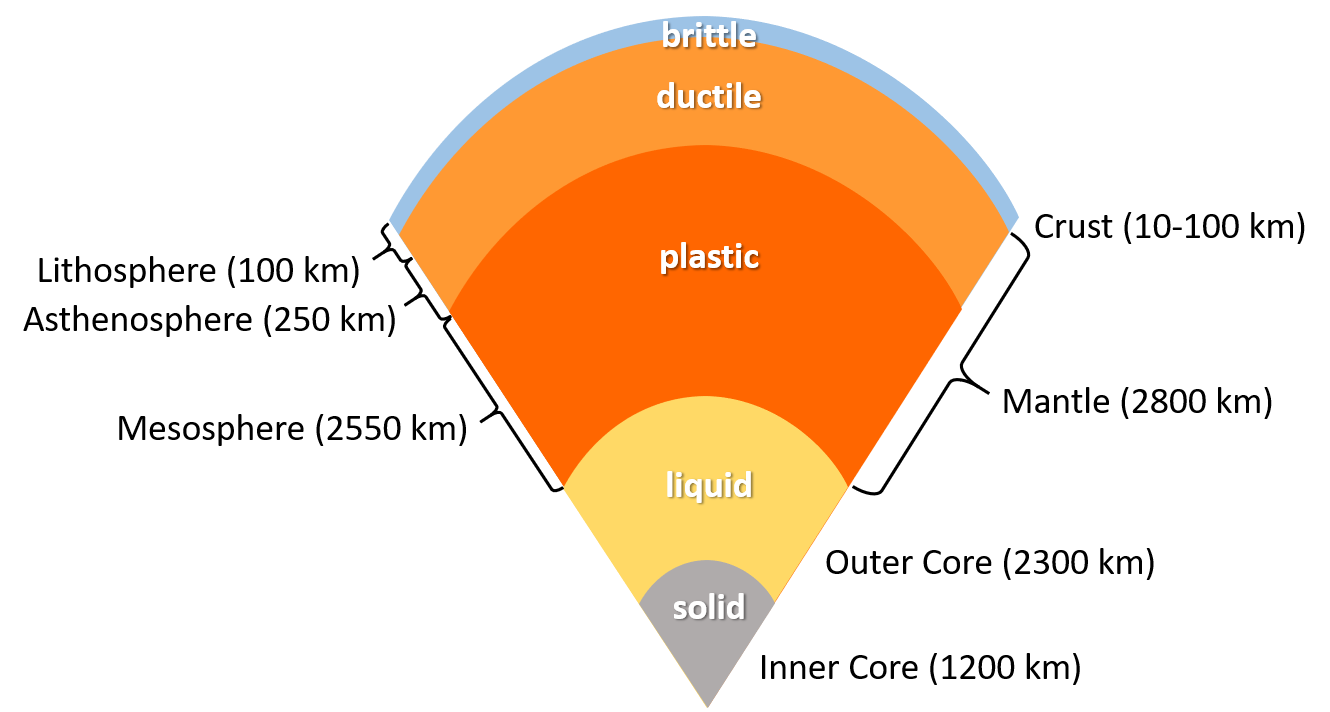 brittle
ductile
plastic
liquid
solid
Lithosphere (100 km)
Asthenosphere (250 km)
Mesosphere (2550 km)
Crust (10-100 km)
Mantle (2800 km)
Outer Core (2300 km)
Inner Core (1200 km)